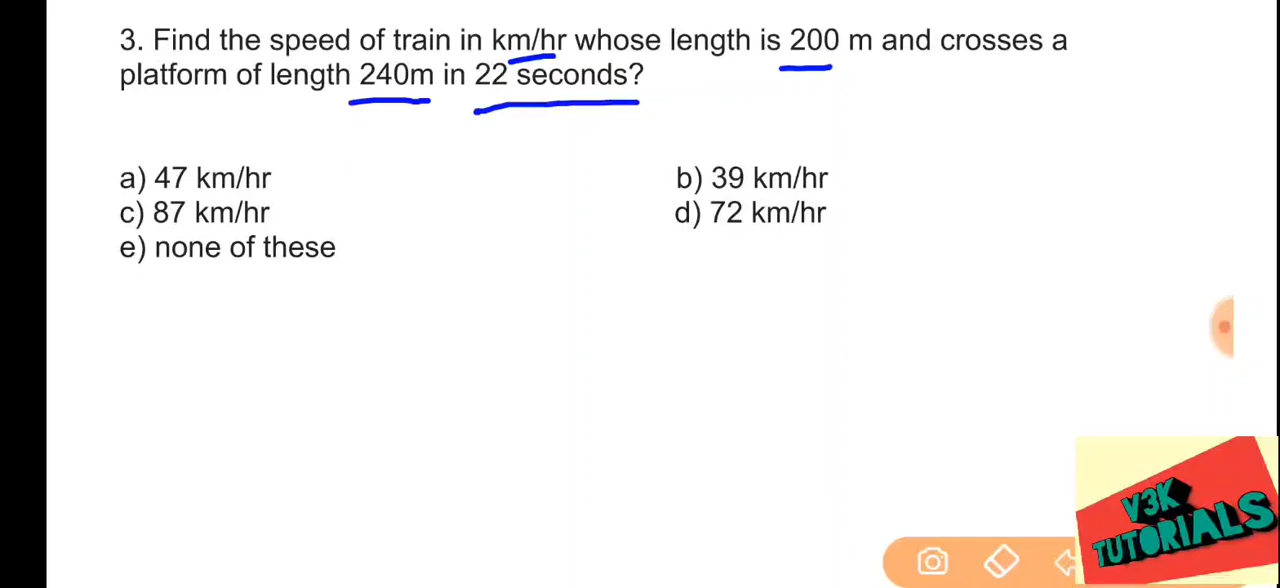 3. Find the speed of train in km/hr whose length is 200 m and crosses a
platform of length 240m in 22 seconds?
a) 47 km/hr
b) 39 km/hr
c) 87 km/hr
d) 72 km/hr
e) none of these
V3K
TUTORIALS